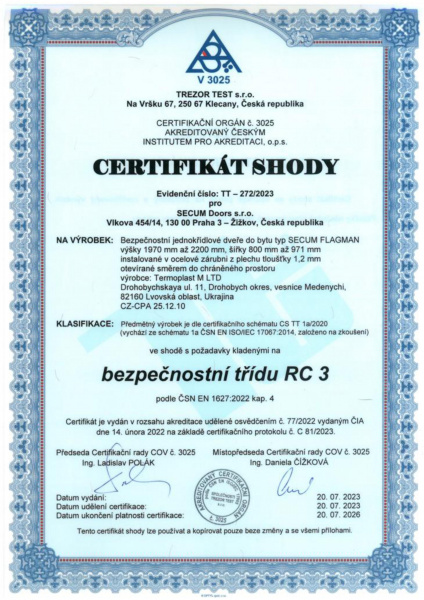 V 3025
TREZOR TEST s.r.o.
Na Vršku 67, 250 67 Klecany, Česká republika
CERTIFIKAČNÍ ORGÁN č. 3025
AKREDITOVANÝ ČESKÝM
INSTITUTEM PRO AKREDITACI, o.p.s.
CERTIFIKÁT SHODY
Evidenční číslo: TT – 272/2023
pro
SECUM Doors s.r.o.
Vlkova 454/14, 130 00 Praha 3 – Žižkov, Česká republika
NA VÝROBEK: Bezpečnostní jednokřídlové dveře do bytu typ SECUM FLAGMAN
výšky 1970 mm až 2200 mm, šířky 800 mm až 971 mm
instalované v ocelové zárubni z plechu tloušťky 1,2 mm
otevírané směrem do chráněného prostoru
výrobce: Termoplast M LTD
Drohobychskaya ul. 11, Drohobych okres, vesnice Medenychi,
82160 Lvovská oblast, Ukrajina
CZ-CPA 25.12.10
KLASIFIKACE: Předmětný výrobek je dle certifikačního schématu CS TT 1a/2020
(vychází ze schématu 1a ČSN EN ISO/IEC 17067:2014, založeno na zkoušení)
ve shodě s požadavky kladenými na
bezpečnostní třídu RC 3
podle ČSN EN 1627:2022 kap. 4
Certifikát je vydán v rozsahu akreditace udělené osvědčením č. 77/2022 vydaným ČIA
dne 14. února 2022 na základě certifikačního protokolu č. C 81/2023.
Předseda Certifikační rady COV č. 3025 Místopředseda Certifikační rady COV č. 3025
Ing. Ladislav POLÁK Ing. Daniela ČÍŽKOVÁ
AKREDITOVANÝ CERTIFIKAČNÍ ORGÁN
č. 3025
Datum vydání: 20. 07. 2023
Datum udělení certifikace: 20. 07. 2023
Datum ukončení platnosti certifikace: 20. 07. 2026
Tento certifikát shody lze používat a kopírovat pouze beze změny a se všemi přílohami.